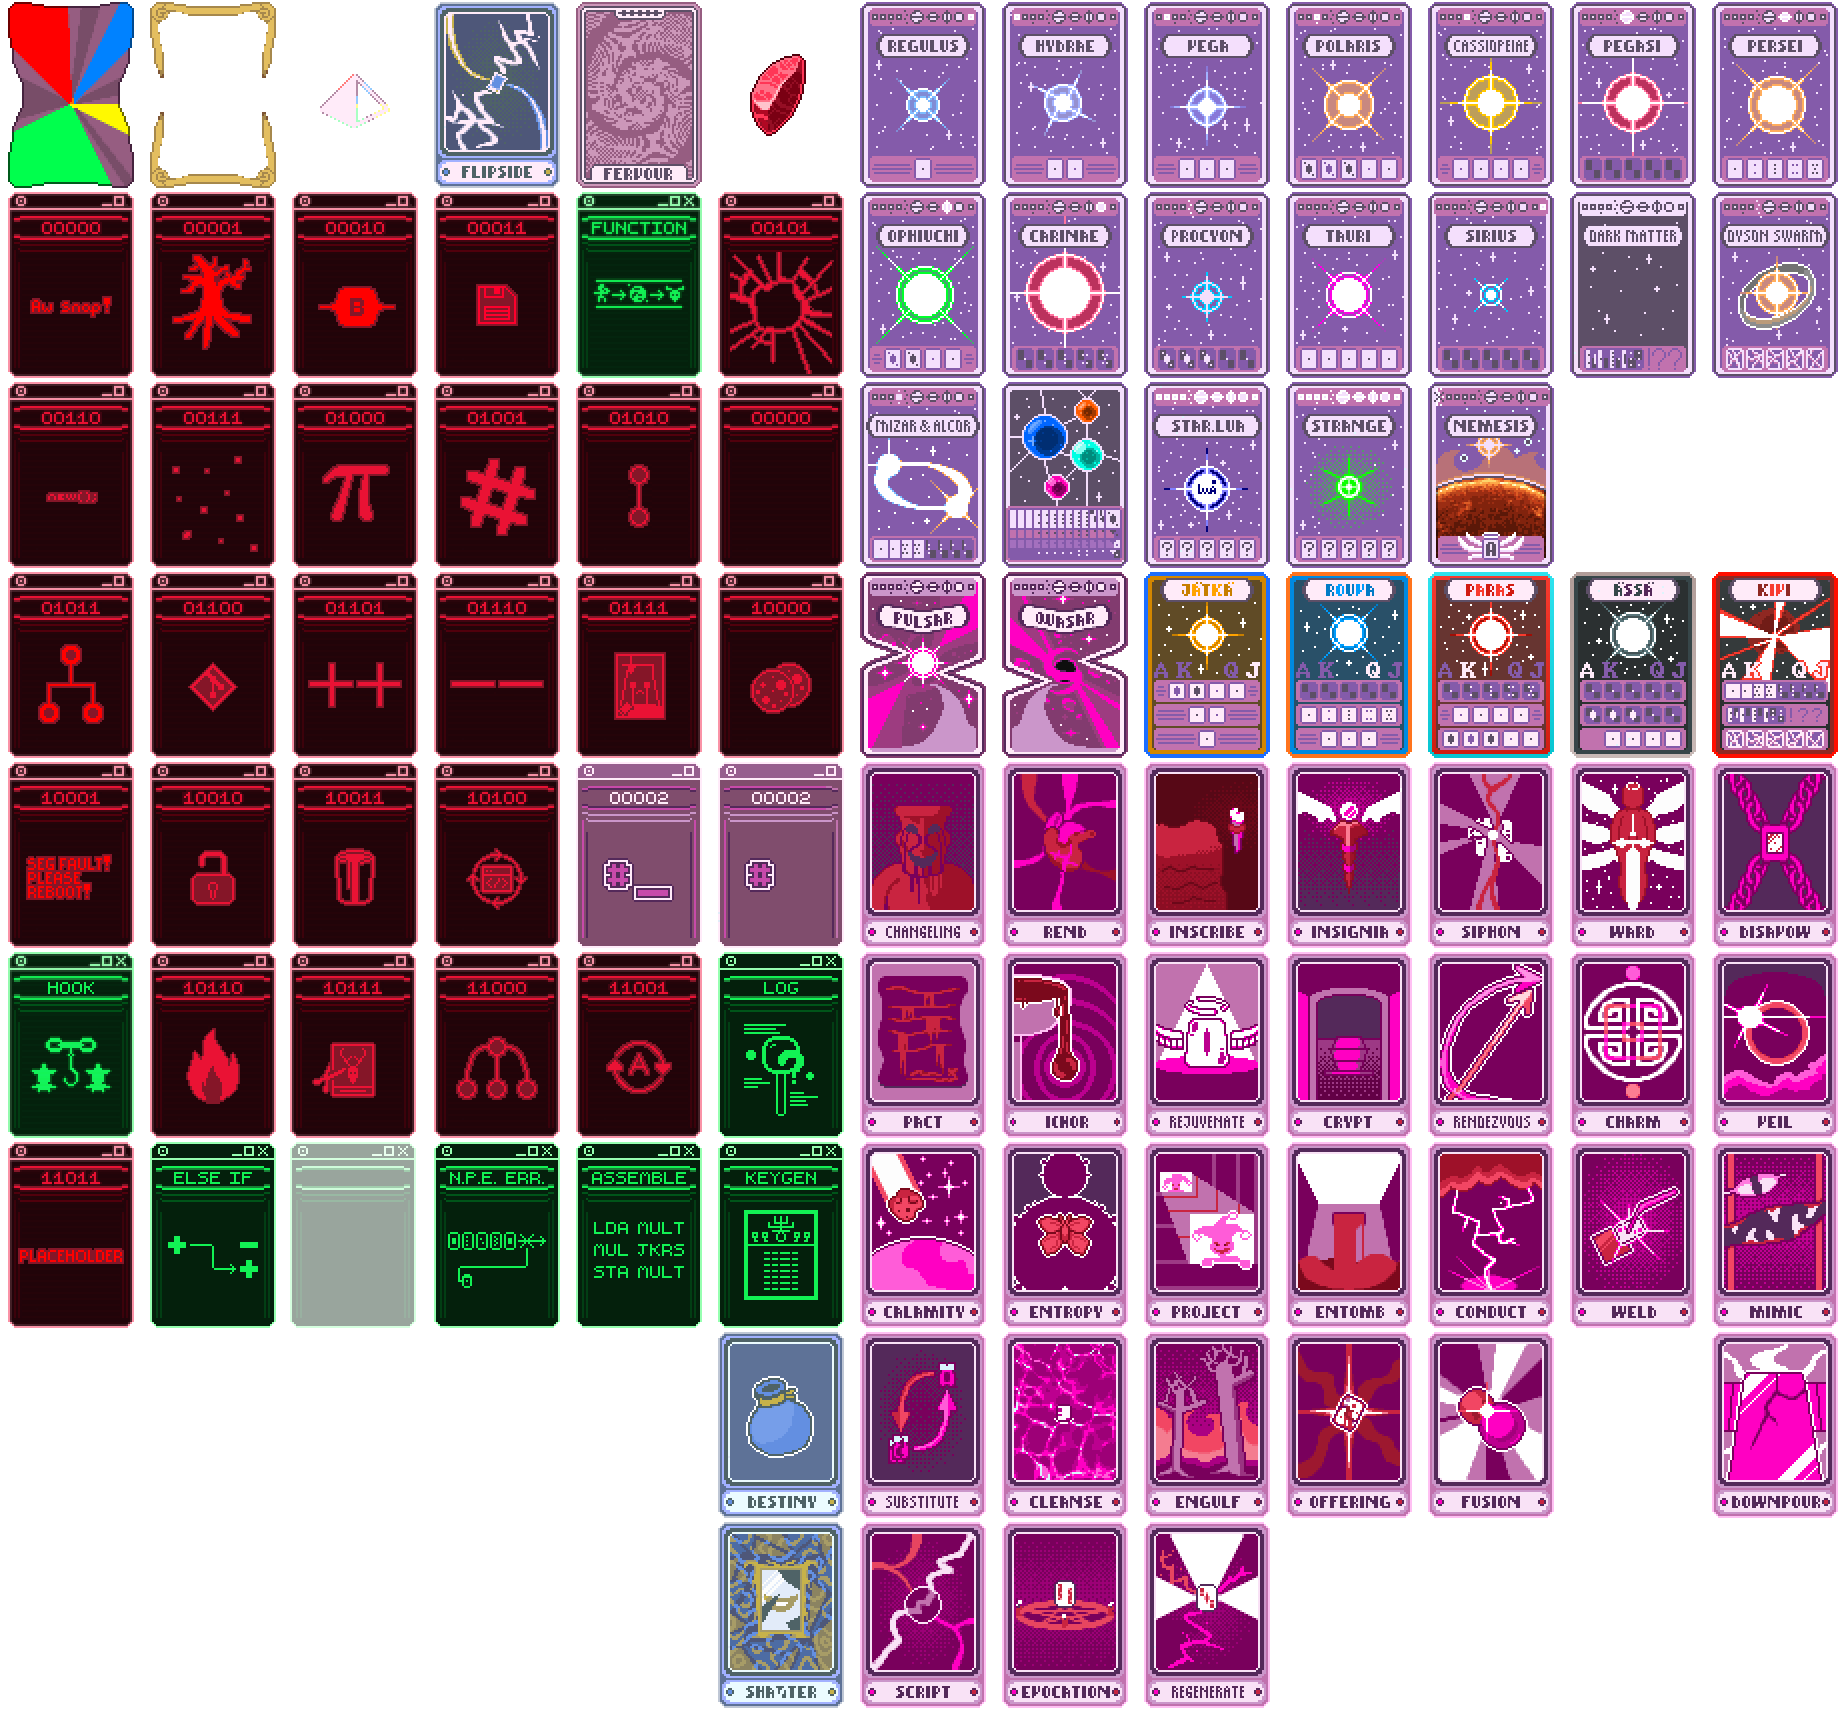 FLIPSIDE
FERVOUR
REGULUS
HYDRAE
VEGA
POLARIS
CASSIOPEIAE
PEGASI
PERSEI
00000
Aw Snap!
00001
00010
B
00011
FUNCTION
00101
OPHIUCHI
CARINAE
PROCYON
TAURI
SIRIUS
DARK MATTER
??
DYSON SWARM
00110
new();
00111
01000
π
01001
#
01010
00000
MIZAR & ALCOR
STAR.LUA
LUA
? ? ? ? ?
STRANGE
? ? ? ? ?
NEMESIS
A
01011
01100
01101
++
01110
——
01111
10000
PULSAR
QUASAR
JÄTKÄ
A K Q J
ROUVA
A K Q J
PARAS
A K Q J
ÄSSÄ
A K Q J
KIVI
A K Q J
!??
10001
SEG FAULT!
PLEASE
REBOOT!
10010
10011
10100
00002
#
00002
#
CHANGELING
REND
INSCRIBE
INSIGNIA
SIPHON
WARD
DISAVOW
HOOK
10110
10111
11000
11001
A
LOG
PACT
ICHOR
REJUVENATE
CRYPT
RENDEZVOUS
CHARM
VEIL
11011
PLACEHOLDER
ELSE IF
N.P.E. ERR.
ASSEMBLE
LDA MULT
MUL JKRS
STA MULT
KEYGEN
CALAMITY
ENTROPY
PROJECT
ENTOMB
CONDUCT
WELD
MIMIC
DESTINY
SUBSTITUTE
CLEANSE
ENGULF
OFFERING
FUSION
DOWNPOUR
SHATTER
SCRIPT
EVOCATION
REGENERATE